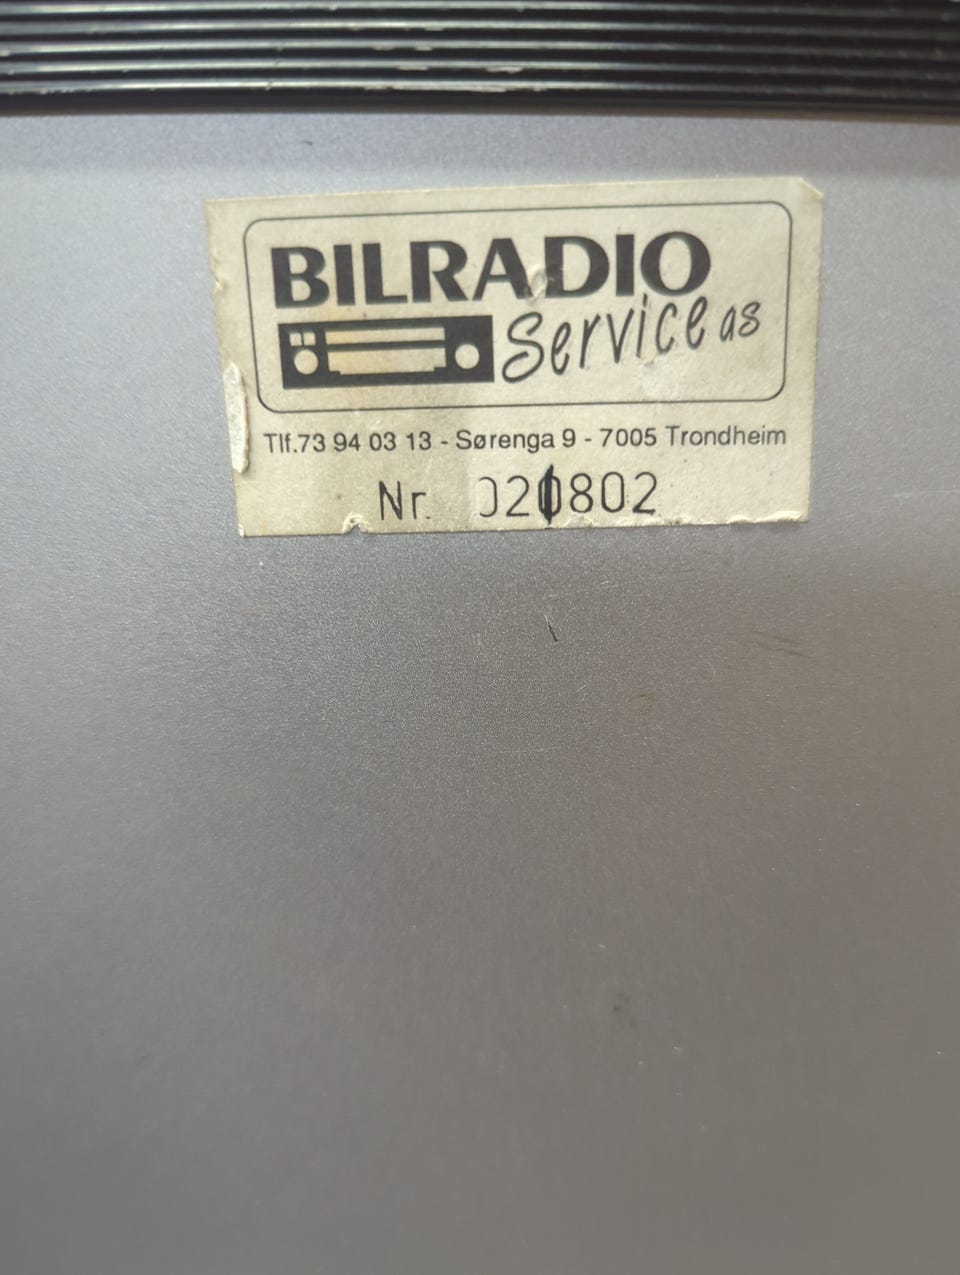 BILRADIO
Service as
Tlf.73 94 03 13 - Sørenga 9 - 7005 Trondheim
Nr. 020802